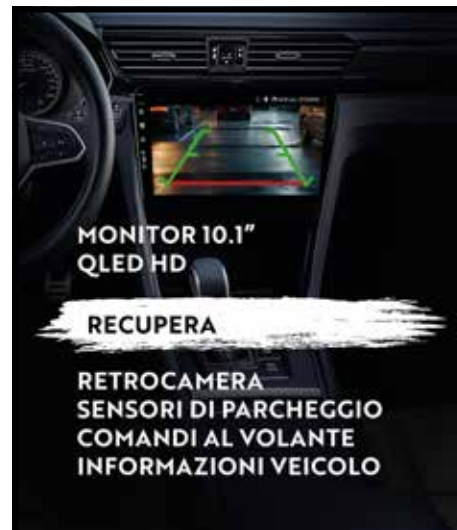 MONITOR 10.1"
QLED HD
RECUPERA
RETROCAMERA
SENSORI DI PARCHEGGIO
COMANDI AL VOLANTE
INFORMAZIONI VEICOLO